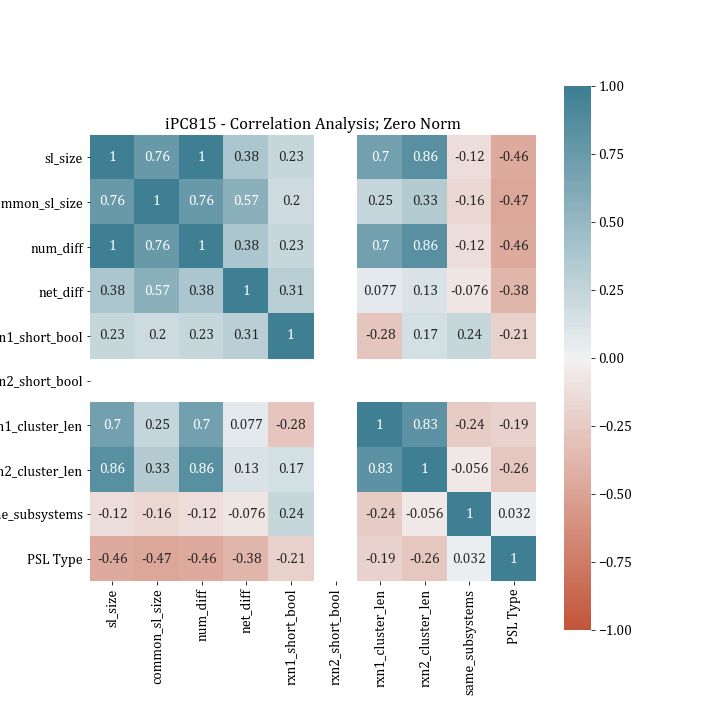 iPC815 - Correlation Analysis; Zero Norm
sl_size 1 0.76 1 0.38 0.23 0.7 0.86 -0.12 -0.46
mmon_sl_size 0.76 1 0.76 0.57 0.2 0.25 0.33 -0.16 -0.47
num_diff 1 0.76 1 0.38 0.23 0.7 0.86 -0.12 -0.46
net_diff 0.38 0.57 0.38 1 0.31 0.077 0.13 -0.076 -0.38
n1_short_bool 0.23 0.2 0.23 0.31 1 -0.28 0.17 0.24 -0.21
n2_short_bool
n1_cluster_len 0.7 0.25 0.7 0.077 -0.28 1 0.83 -0.24 -0.19
n2_cluster_len 0.86 0.33 0.86 0.13 0.17 0.83 1 -0.056 -0.26
e_subsystems -0.12 -0.16 -0.12 -0.076 0.24 -0.24 -0.056 1 0.032
PSL Type -0.46 -0.47 -0.46 -0.38 -0.21 -0.19 -0.26 0.032 1
sl_size
common_sl_size
num_diff
net_diff
rxn1_short_bool
rxn2_short_bool
rxn1_cluster_len
rxn2_cluster_len
same_subsystems
PSL Type
1.00
0.75
0.50
0.25
0.00
-0.25
-0.50
-0.75
-1.00